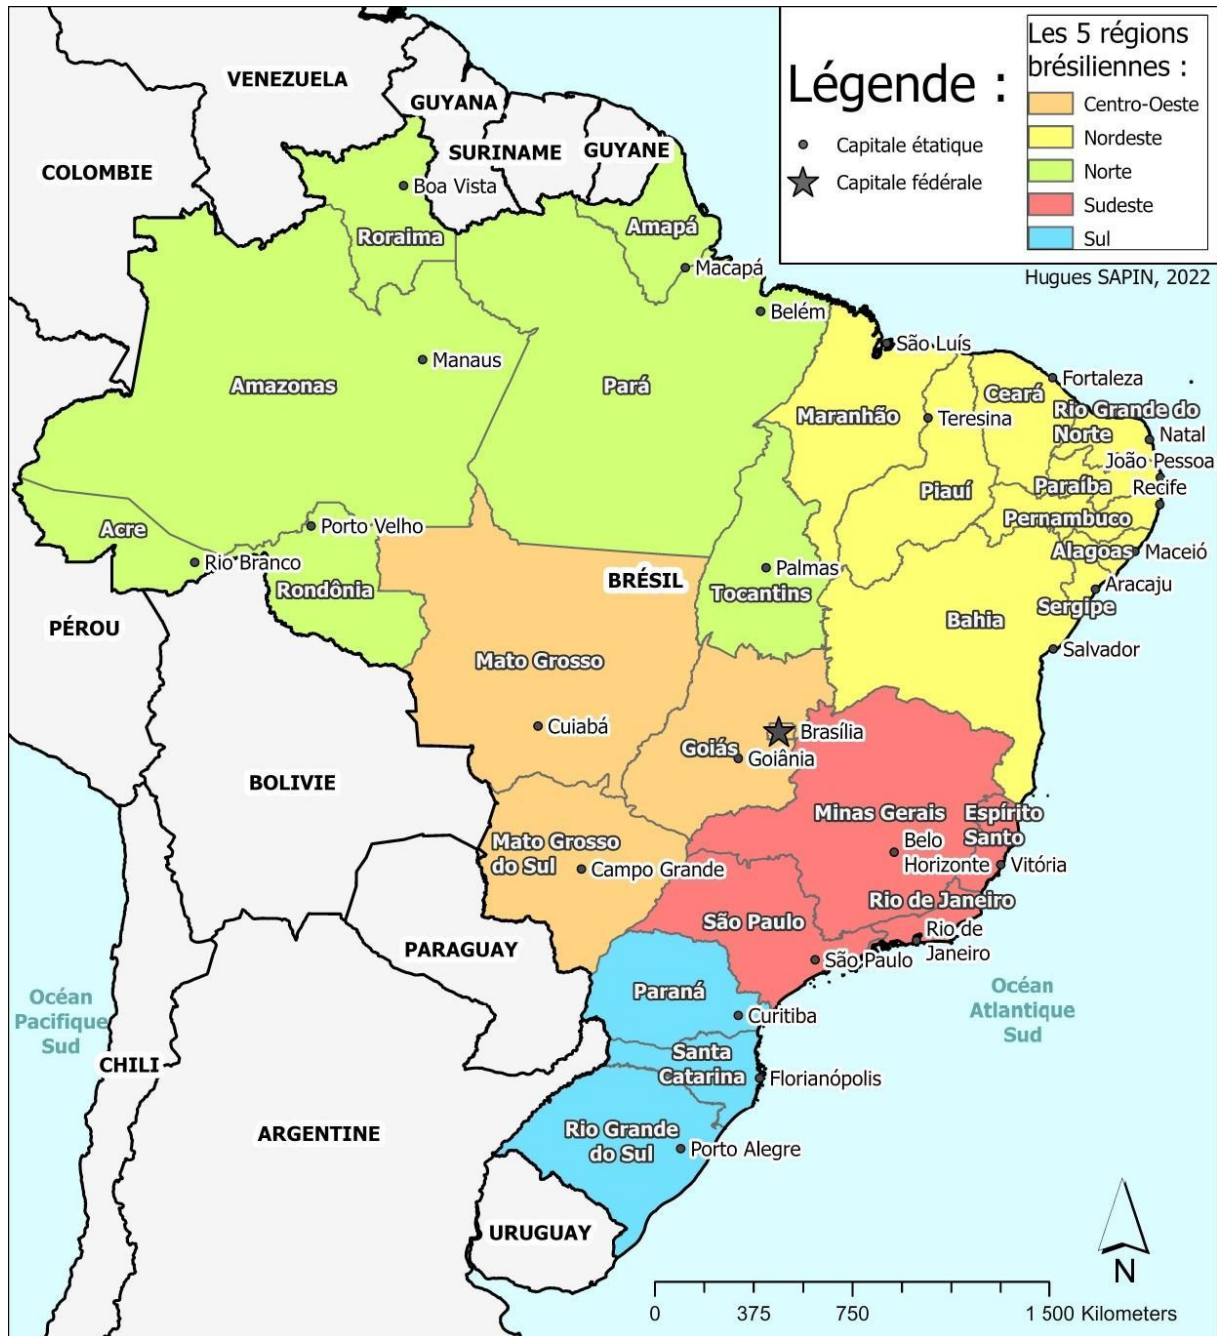 Légende :
Capitale étatique
Capitale fédérale
Les 5 régions
brésiliennes :
Centro-Oeste
Nordeste
Norte
Sudeste
Sul
Hugues SAPIN, 2022
VENEZUELA
GUYANA
SURINAME
GUYANE
COLOMBIE
Boa Vista
Roraima
Amapá
Macapá
Belém
São Luís
Manaus
Amazonas
Pará
Maranhão
Teresina
Ceará
Fortaleza
Rio Grande do
Norte
Natal
João Pessoa
Paraíba
Recife
Piauí
Pernambuco
Alagoas
Maceió
Acre
Porto Velho
Rio Branco
Rondônia
BRÉSIL
Palmas
Tocantins
Aracaju
Sergipe
Bahia
Salvador
PÉROU
Mato Grosso
Cuiabá
Goiás
Brasília
Goiânia
BOLIVIE
Minas Gerais
Espírito
Santo
Belo
Horizonte
Vitória
Mato Grosso
do Sul
Campo Grande
Rio de Janeiro
São Paulo
Rio de
Janeiro
São Paulo
PARAGUAY
Paraná
Curitiba
Océan
Pacifique
Sud
Océan
Atlantique
Sud
CHILI
Santa
Catarina
Florianópolis
ARGENTINE
Rio Grande
do Sul
Porto Alegre
URUGUAY
N
0 375 750 1 500 Kilometers